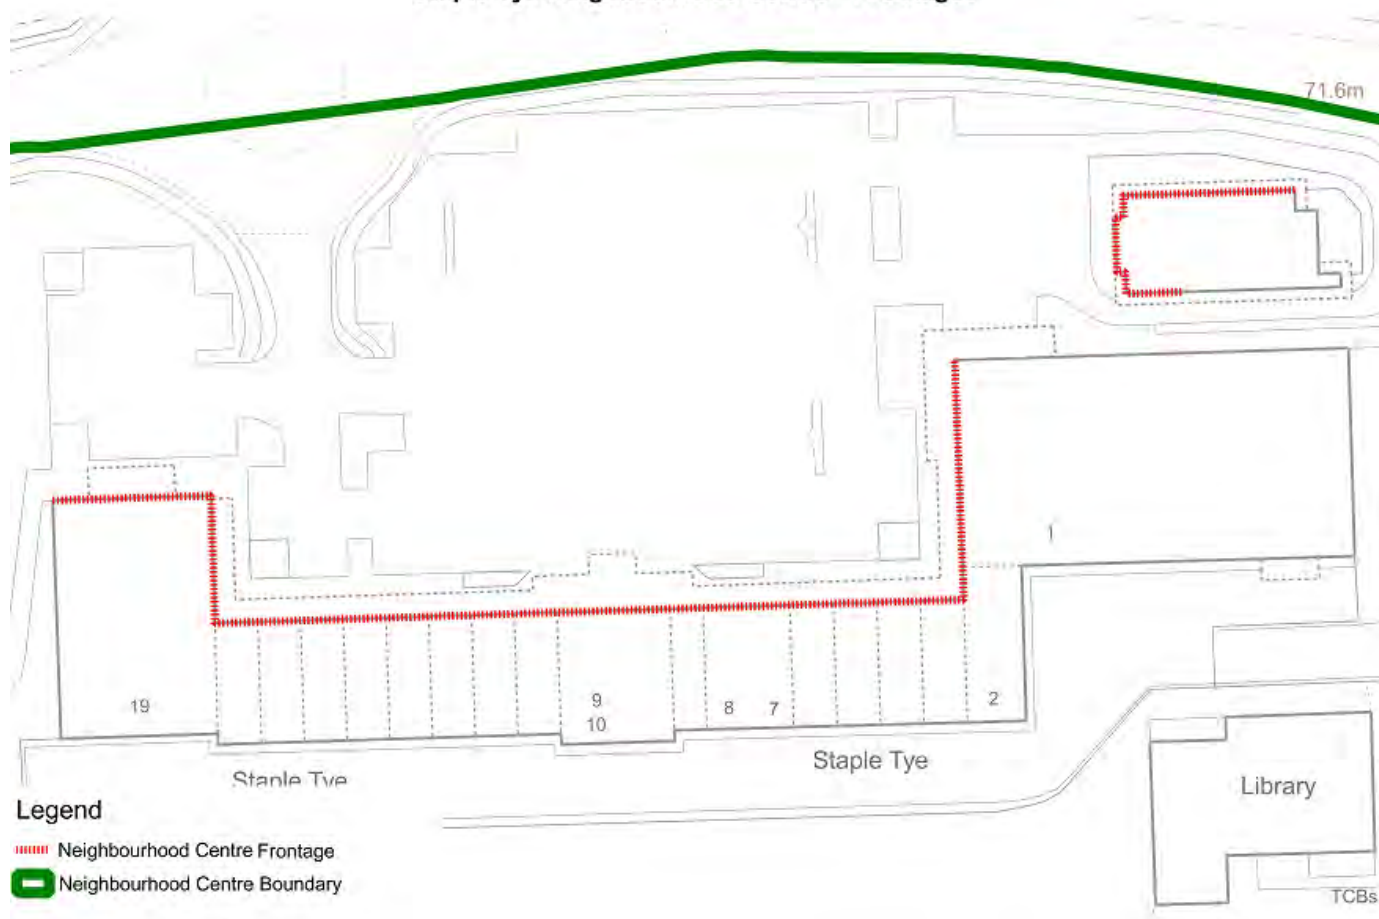 71.6m
1
19
9
10
8 7
2
Staple Tye
Staple Tye
Library
TCBs
Legend
Neighbourhood Centre Frontage
Neighbourhood Centre Boundary